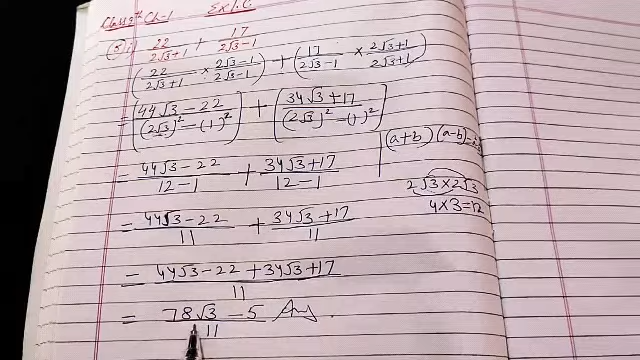 Class 9th Ch-1 Ex 1.5
(3) i) 22/(2√3+1) + 17/(2√3-1)
(22/(2√3+1) × (2√3-1)/(2√3-1)) + (17/(2√3-1) × (2√3+1)/(2√3+1))
= [(44√3-22)/((2√3)²-(1)²)] + [(34√3+17)/((2√3)²-(1)²)]
(a+b)(a-b)
= (44√3-22)/(12-1) + (34√3+17)/(12-1)
2√3×2√3
4×3=12
= (44√3-22)/11 + (34√3+17)/11
= (44√3-22+34√3+17)/11
= (78√3-5)/11 Ans.